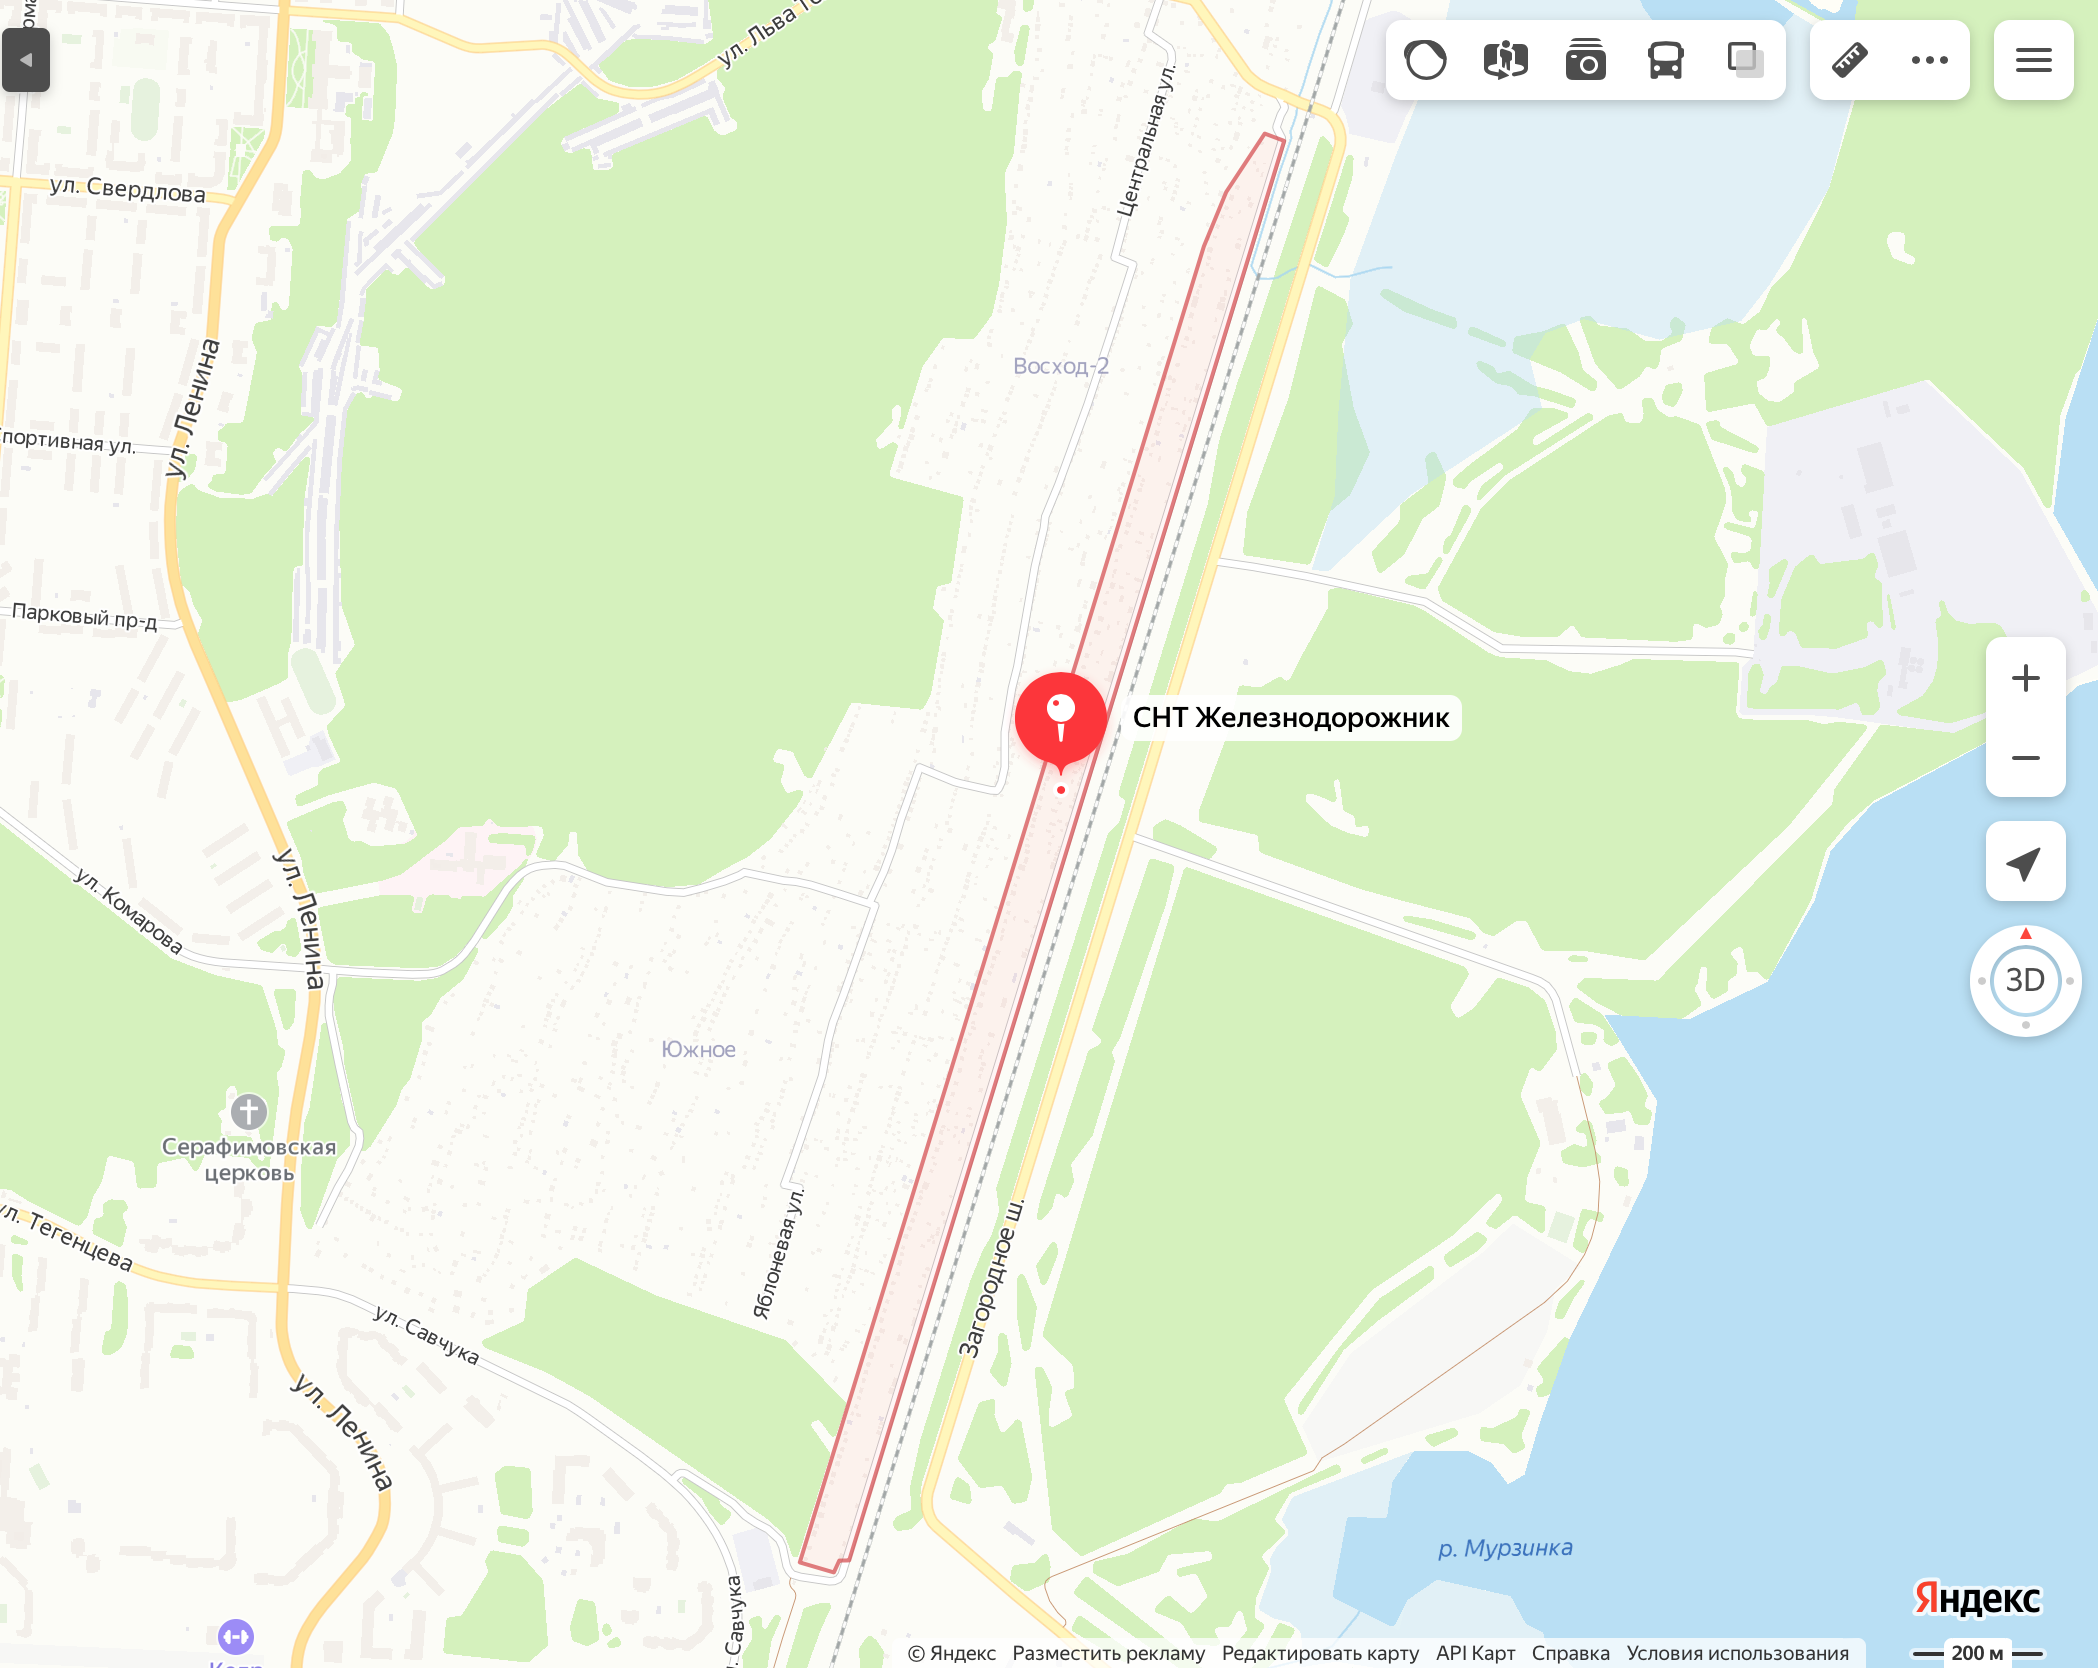 ул. Льва То
Центральная ул.
ул. Свердлова
ул. Ленина
Восход-2
портивная ул.
Парковый пр-д
СНТ Железнодорожник
ул. Ленина
ул. Комарова
3D
Южное
Серафимовская
церковь
ул. Тегенцева
Яблоневая ул.
Загородное ш.
ул. Савчука
ул. Ленина
р. Мурзинка
. Савчука
Яндекс
© Яндекс Разместить рекламу Редактировать карту API Карт Справка Условия использования
200 м